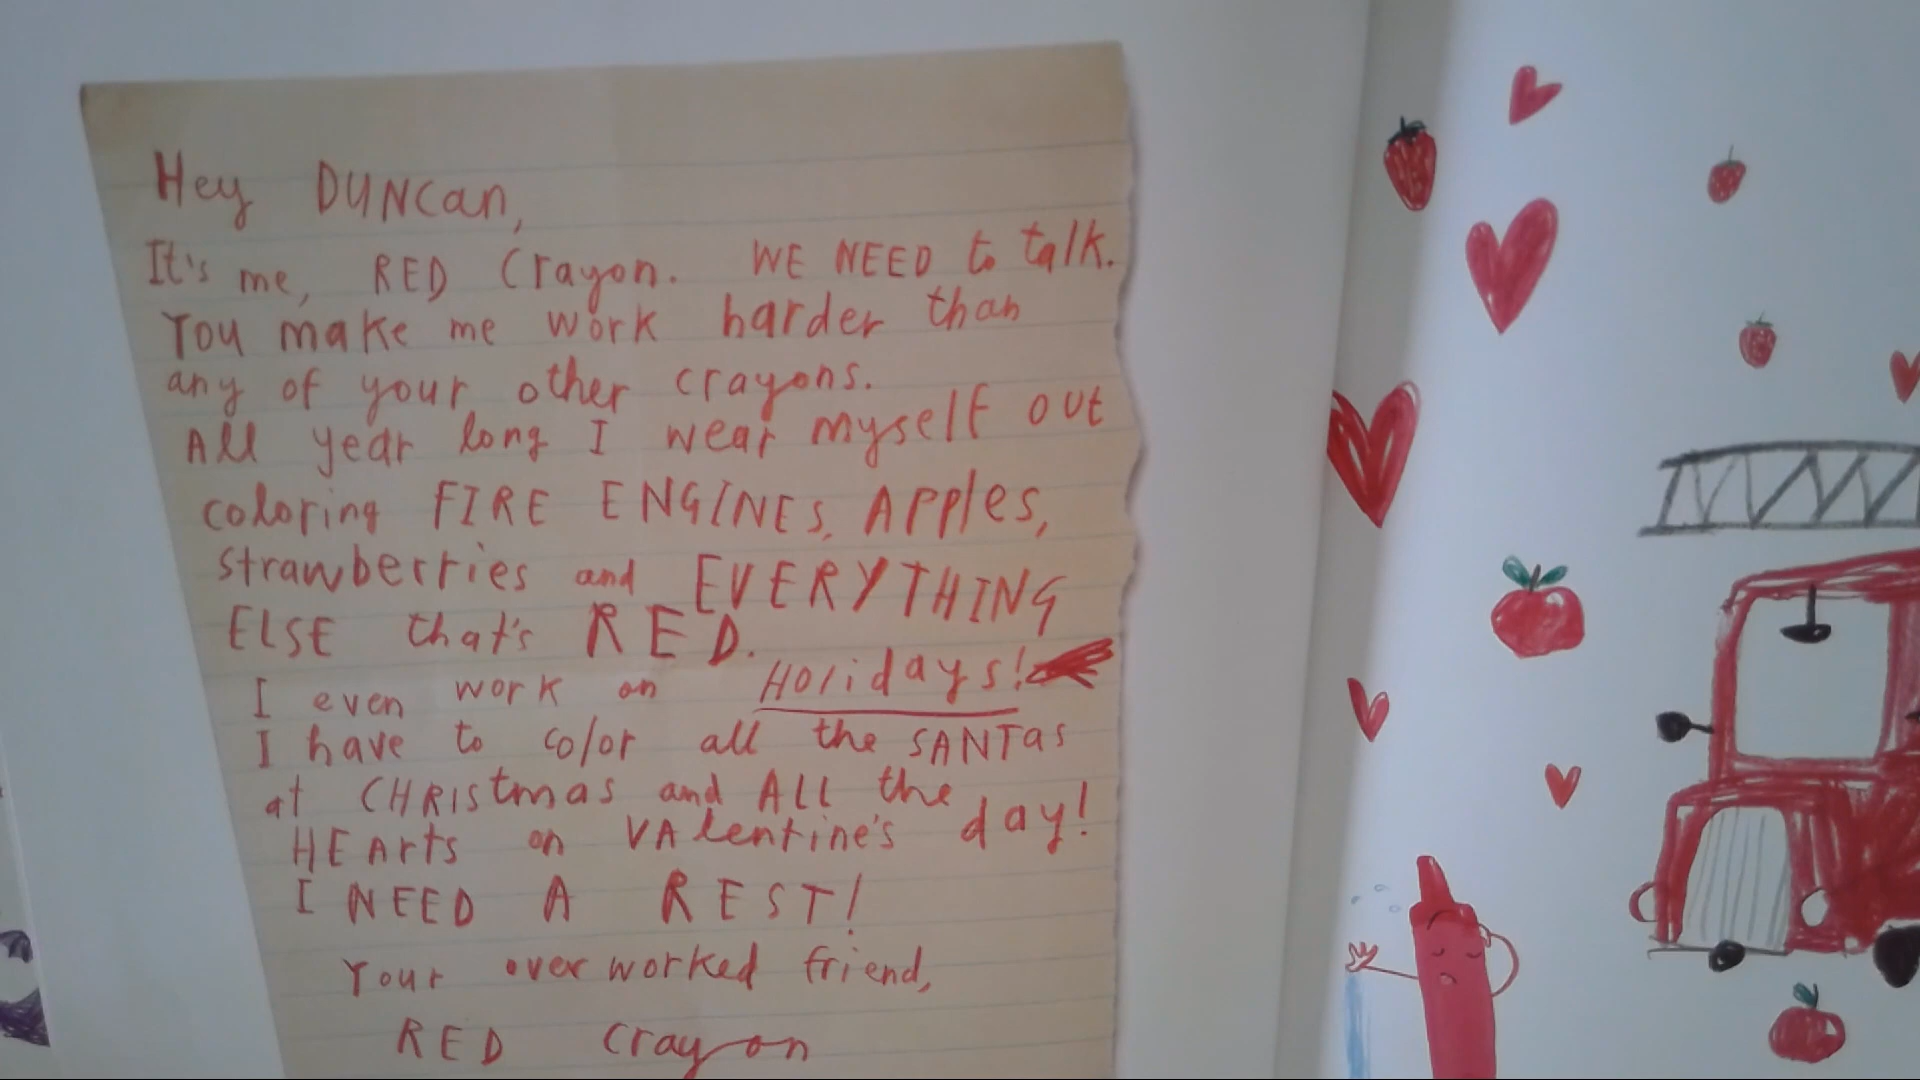 Hey DUNCan,
It's me, RED Crayon. WE NEED to talk.
You make me work harder than
any of your other crayons.
All year long I wear myself out
coloring FIRE ENGINES, Apples,
strawberries and EVERYTHING
ELSE that's RED.
I even work on HOlidays!
I have to color all the SANTas
at CHRIStmas and All the
HEArts on VAlentine's day!
I NEED A REST!
Your overworked friend,
RED Crayon